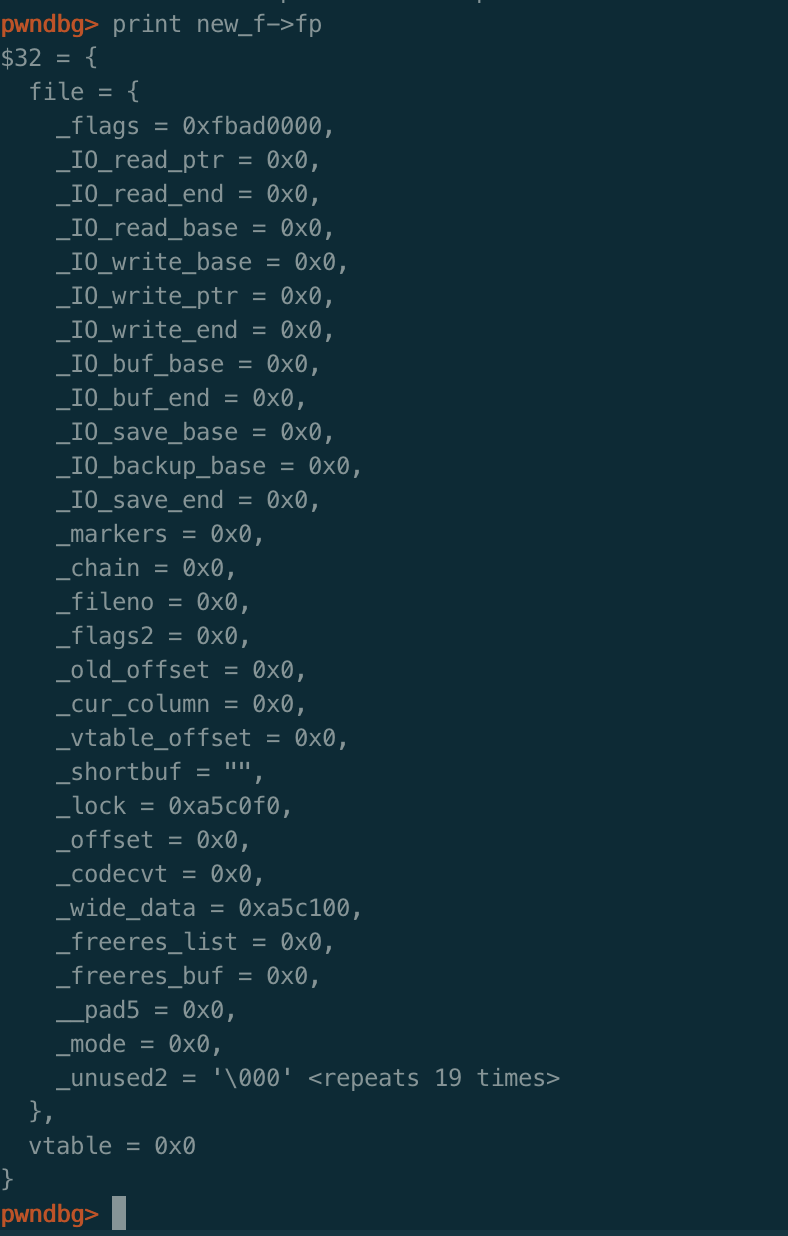 pwndbg> print new_f->fp
$32 = {
  file = {
    _flags = 0xfbad0000,
    _IO_read_ptr = 0x0,
    _IO_read_end = 0x0,
    _IO_read_base = 0x0,
    _IO_write_base = 0x0,
    _IO_write_ptr = 0x0,
    _IO_write_end = 0x0,
    _IO_buf_base = 0x0,
    _IO_buf_end = 0x0,
    _IO_save_base = 0x0,
    _IO_backup_base = 0x0,
    _IO_save_end = 0x0,
    _markers = 0x0,
    _chain = 0x0,
    _fileno = 0x0,
    _flags2 = 0x0,
    _old_offset = 0x0,
    _cur_column = 0x0,
    _vtable_offset = 0x0,
    _shortbuf = "",
    _lock = 0xa5c0f0,
    _offset = 0x0,
    _codecvt = 0x0,
    _wide_data = 0xa5c100,
    _freeres_list = 0x0,
    _freeres_buf = 0x0,
    __pad5 = 0x0,
    _mode = 0x0,
    _unused2 = '\000' <repeats 19 times>
  },
  vtable = 0x0
}
pwndbg>